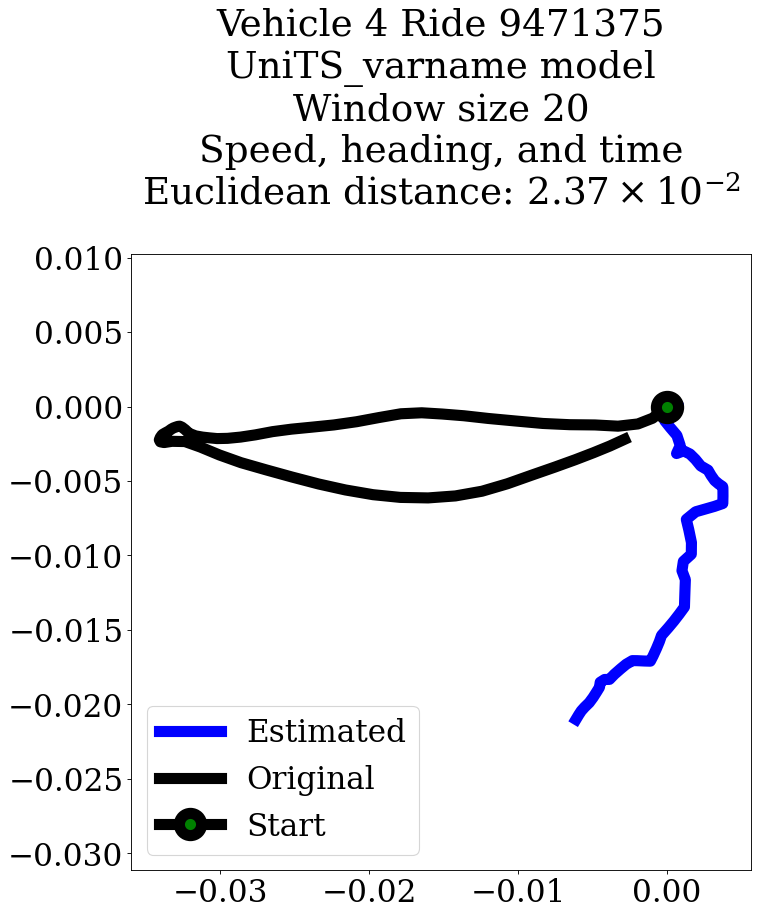 Vehicle 4 Ride 9471375
UniTS_varname model
Window size 20
Speed, heading, and time
Euclidean distance: 2.37 × 10⁻²
0.010
0.005
0.000
−0.005
−0.010
−0.015
−0.020
−0.025
−0.030
Estimated
Original
Start
−0.03 −0.02 −0.01 0.00